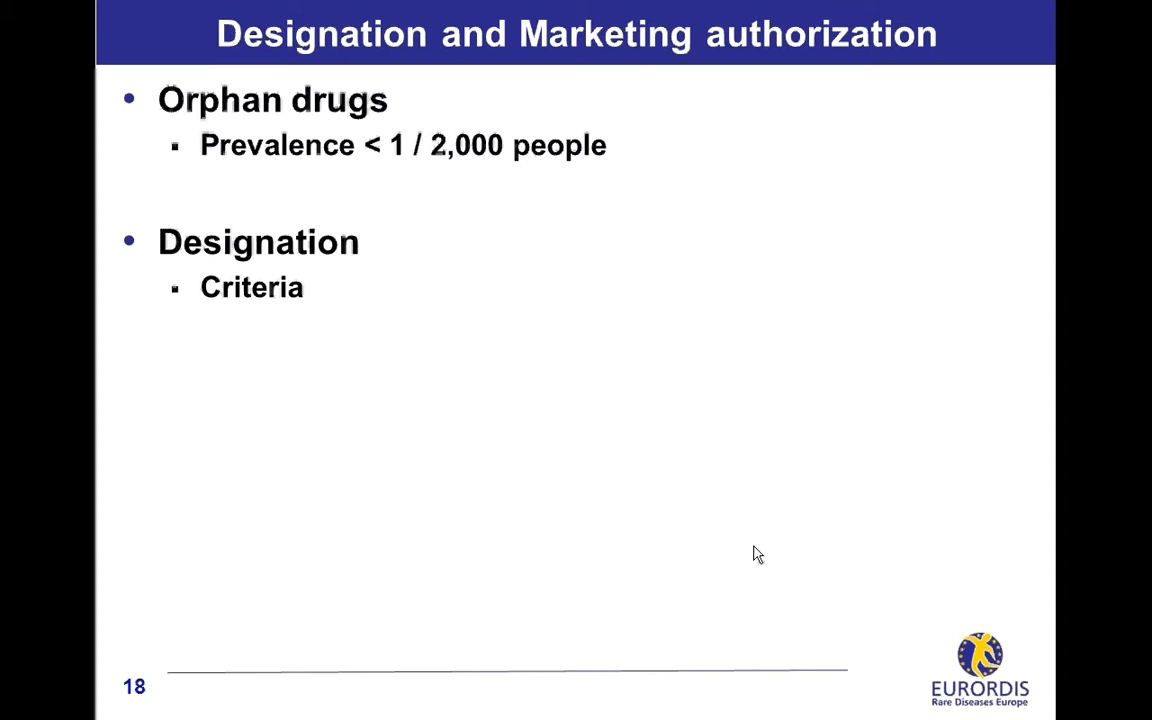 Designation and Marketing authorization
• Orphan drugs
▪ Prevalence < 1 / 2,000 people
• Designation
▪ Criteria
18
EURORDIS
Rare Diseases Europe